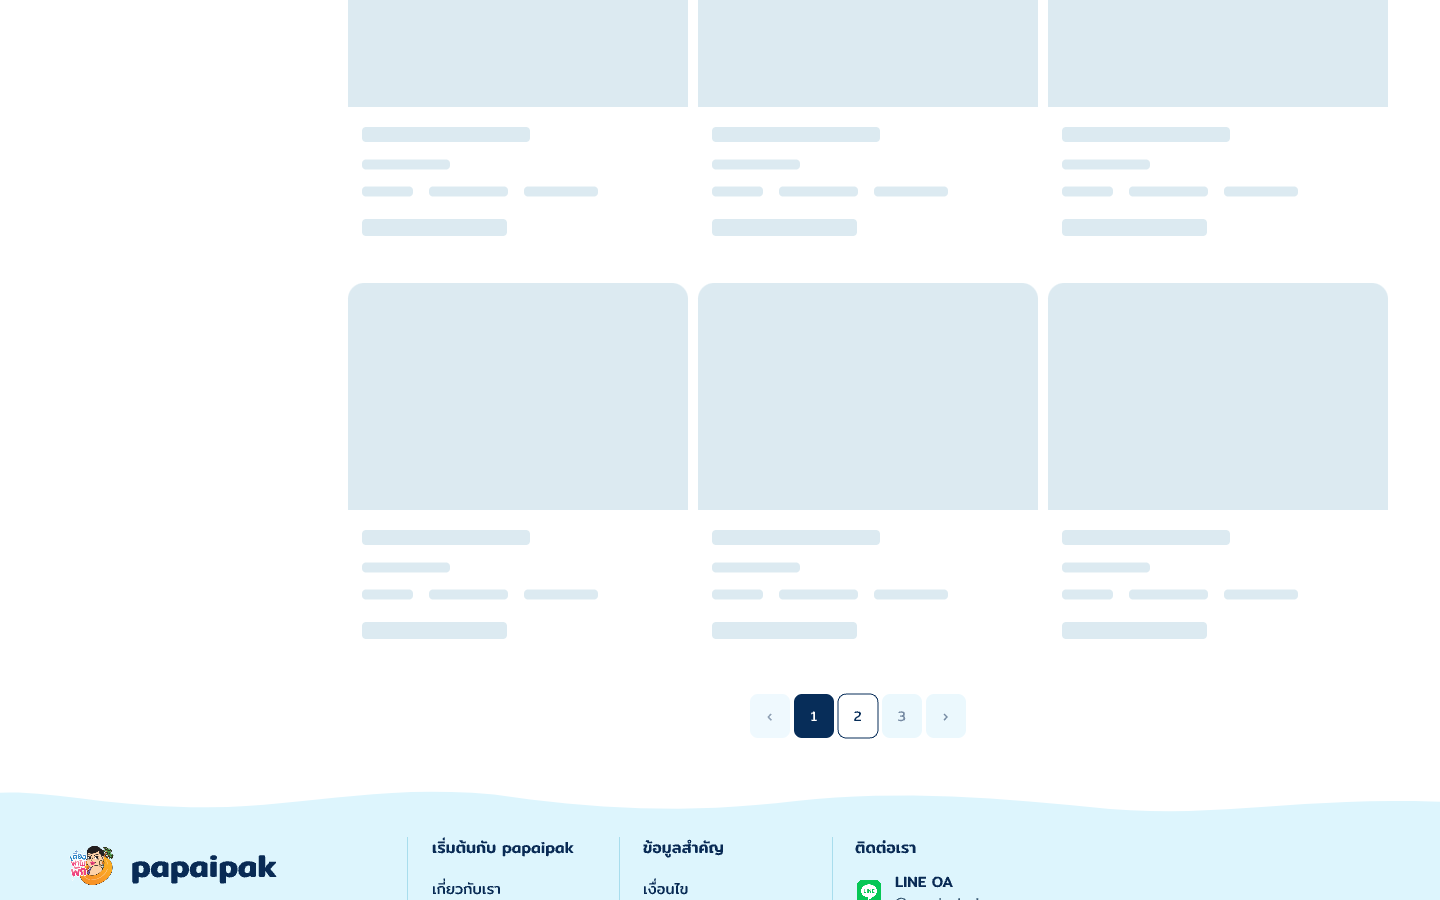 ‹ 1 2 3 ›
papaipak
เริ่มต้นกับ papaipak
เกี่ยวกับเรา
ข้อมูลสำคัญ
เงื่อนไข
ติดต่อเรา
LINE OA